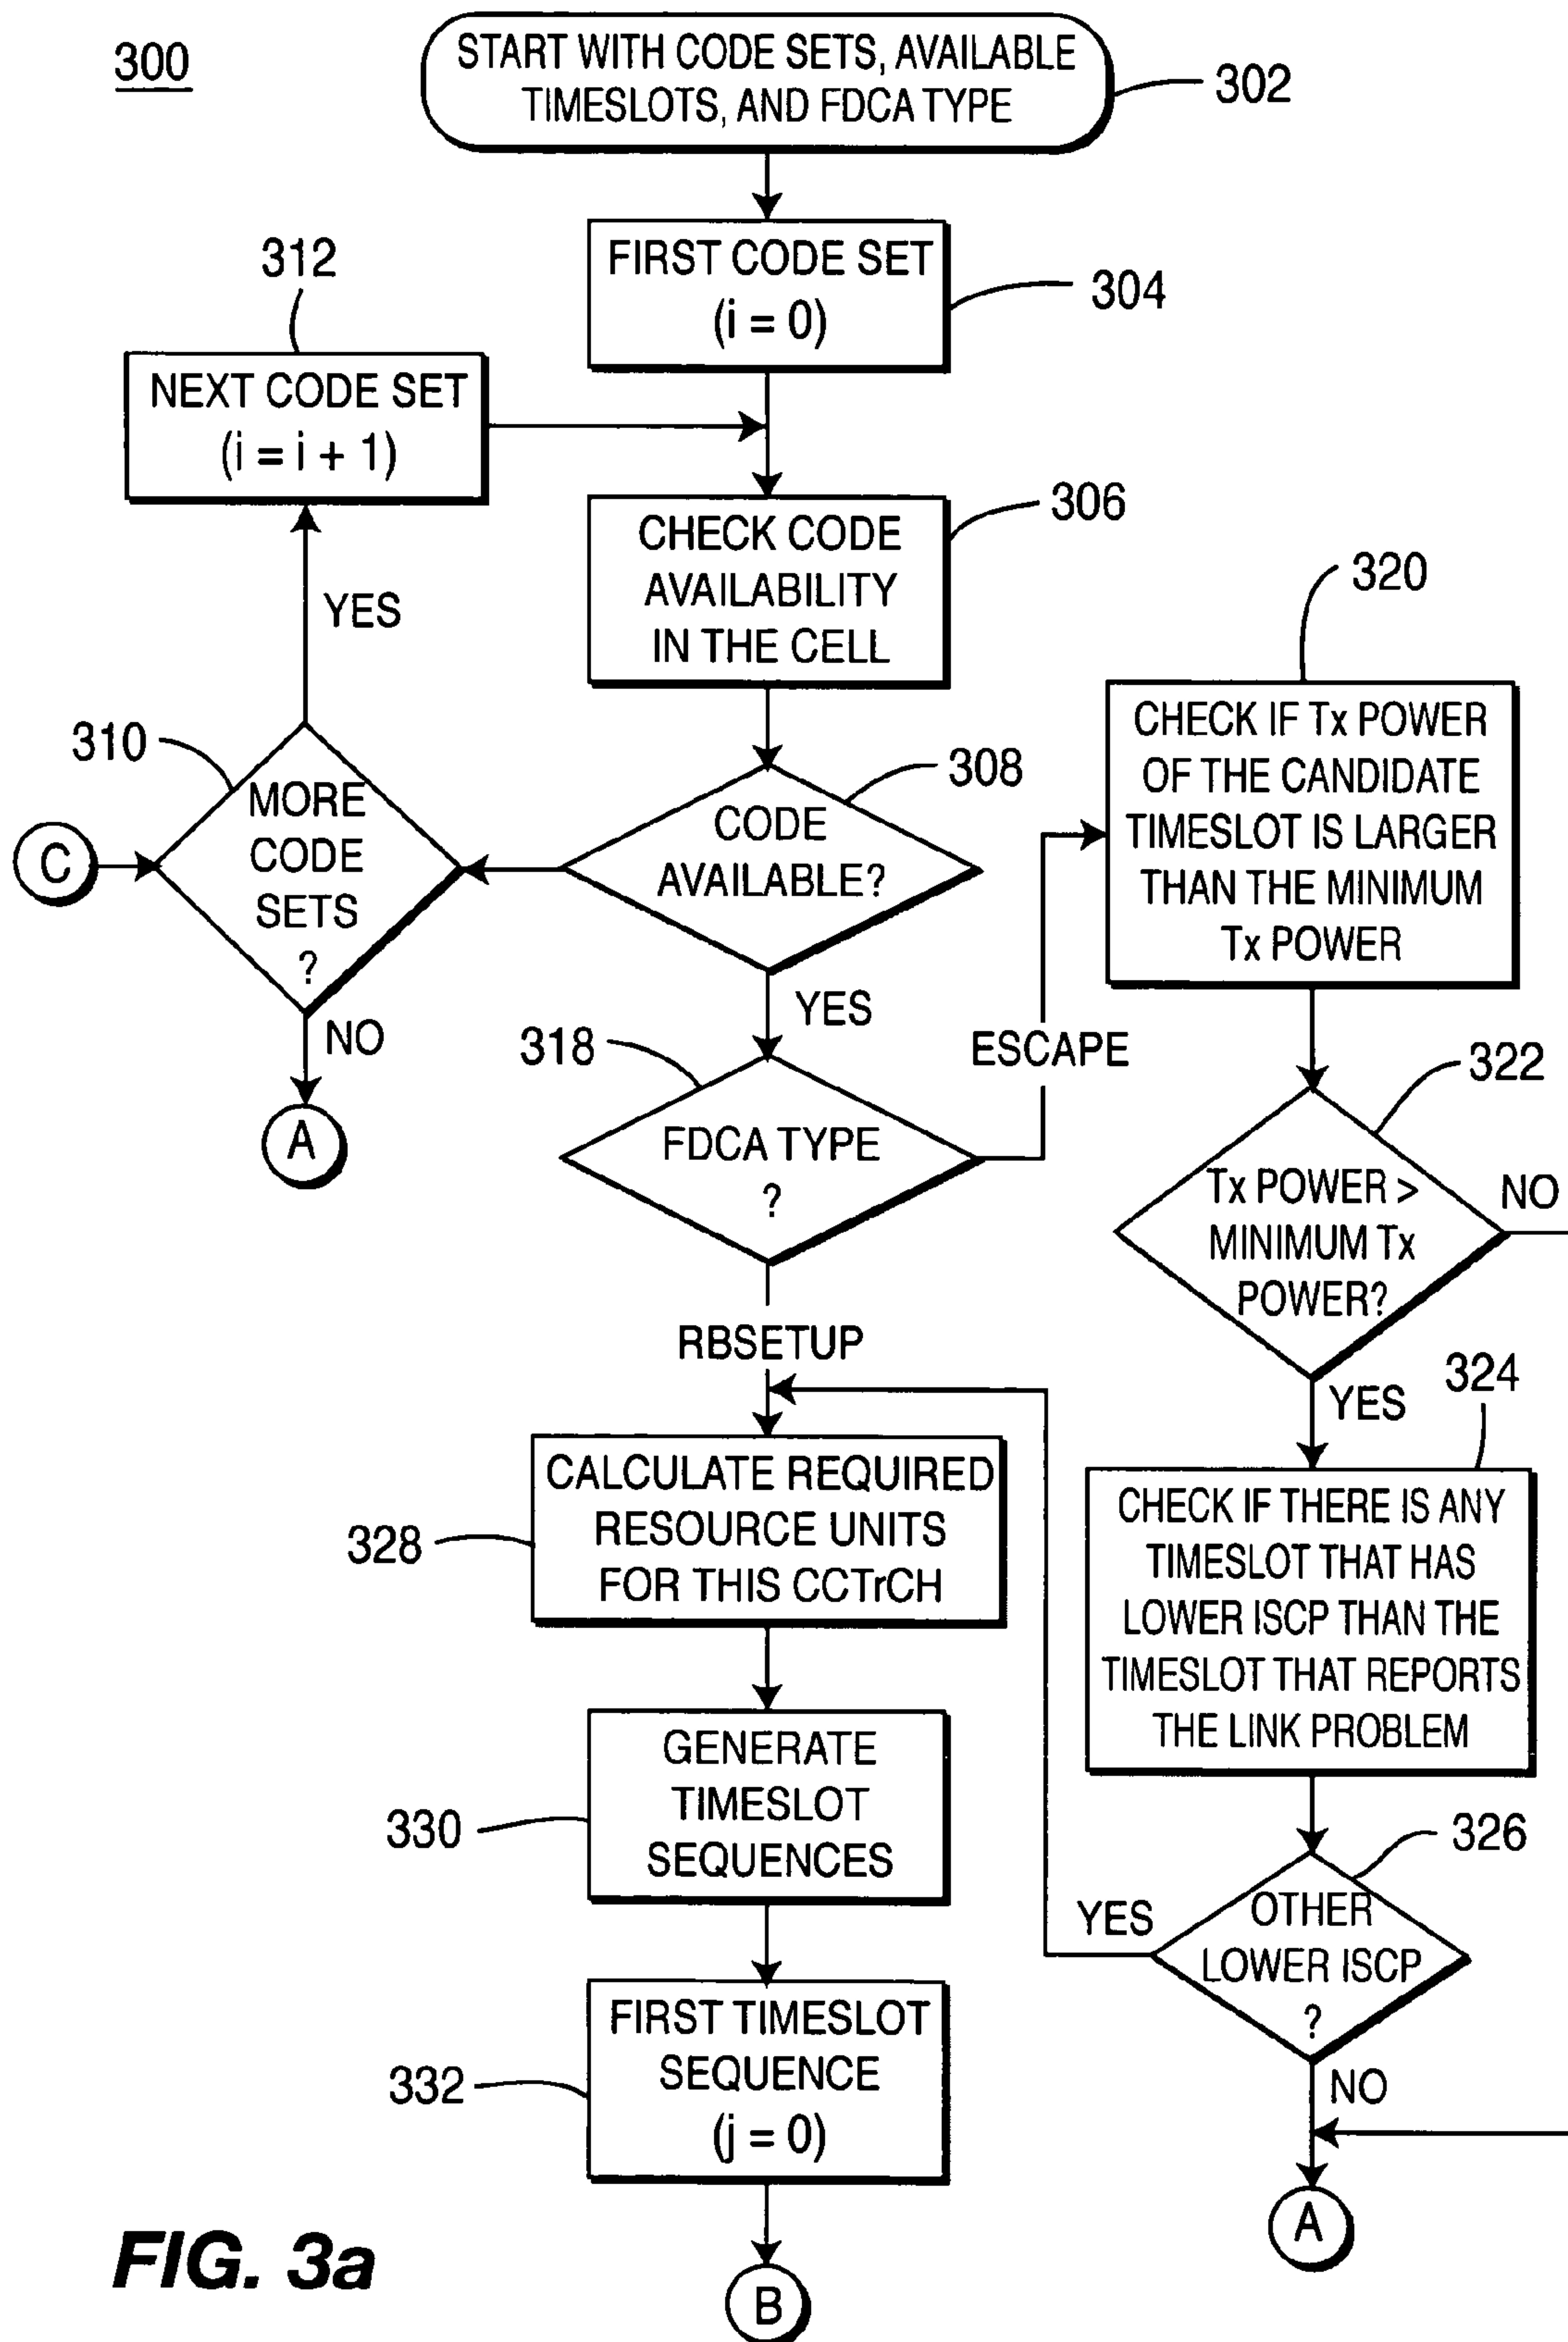 300
START WITH CODE SETS, AVAILABLE
TIMESLOTS, AND FDCA TYPE
302
FIRST CODE SET
(i = 0)
304
312
NEXT CODE SET
(i = i + 1)
306
CHECK CODE
AVAILABILITY
IN THE CELL
YES
320
CHECK IF Tx POWER
OF THE CANDIDATE
TIMESLOT IS LARGER
THAN THE MINIMUM
Tx POWER
310
MORE
CODE
SETS
?
C
308
CODE
AVAILABLE?
NO
A
YES
318
FDCA TYPE
?
ESCAPE
322
Tx POWER >
MINIMUM Tx
POWER?
NO
RBSETUP
YES
324
CHECK IF THERE IS ANY
TIMESLOT THAT HAS
LOWER ISCP THAN THE
TIMESLOT THAT REPORTS
THE LINK PROBLEM
328
CALCULATE REQUIRED
RESOURCE UNITS
FOR THIS CCTrCH
330
GENERATE
TIMESLOT
SEQUENCES
326
OTHER
LOWER ISCP
?
YES
NO
332
FIRST TIMESLOT
SEQUENCE
(j = 0)
A
B
FIG. 3a